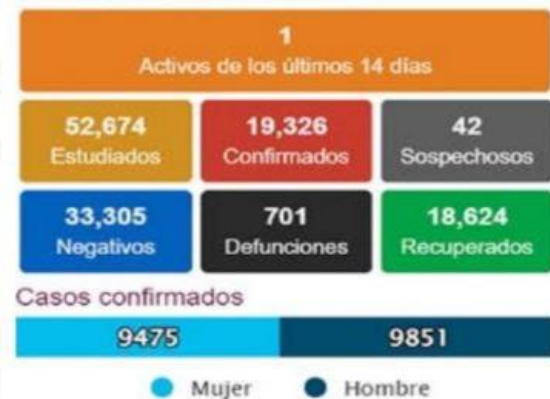 1
Activos de los últimos 14 días
52,674
Estudiados
19,326
Confirmados
42
Sospechosos
33,305
Negativos
701
Defunciones
18,624
Recuperados
Casos confirmados
9475
9851
Mujer
Hombre